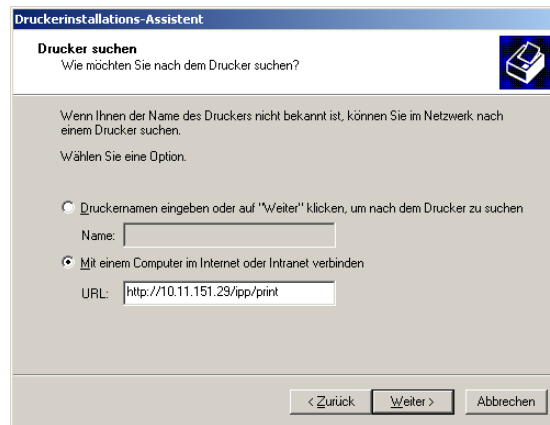 Druckerinstallations-Assistent
Drucker suchen
Wie möchten Sie nach dem Drucker suchen?
Wenn Ihnen der Name des Druckers nicht bekannt ist, können Sie im Netzwerk nach
einem Drucker suchen.
Wählen Sie eine Option.
Druckernamen eingeben oder auf "Weiter" klicken, um nach dem Drucker zu suchen
Name:
Mit einem Computer im Internet oder Intranet verbinden
URL: http://10.11.151.29/ipp/print
< Zurück Weiter > Abbrechen